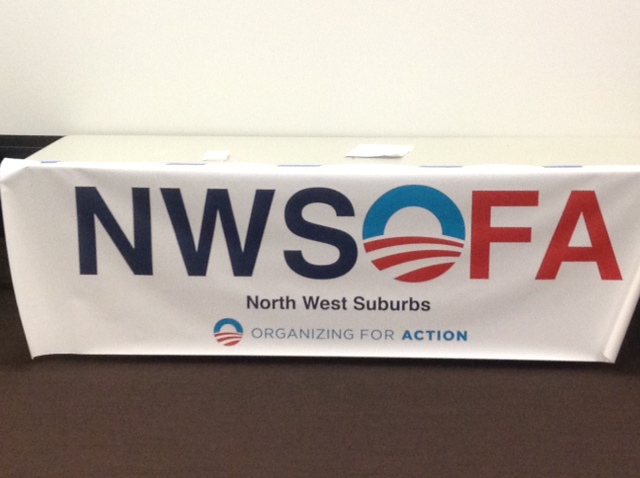 NWSOFA
North West Suburbs
ORGANIZING FOR ACTION